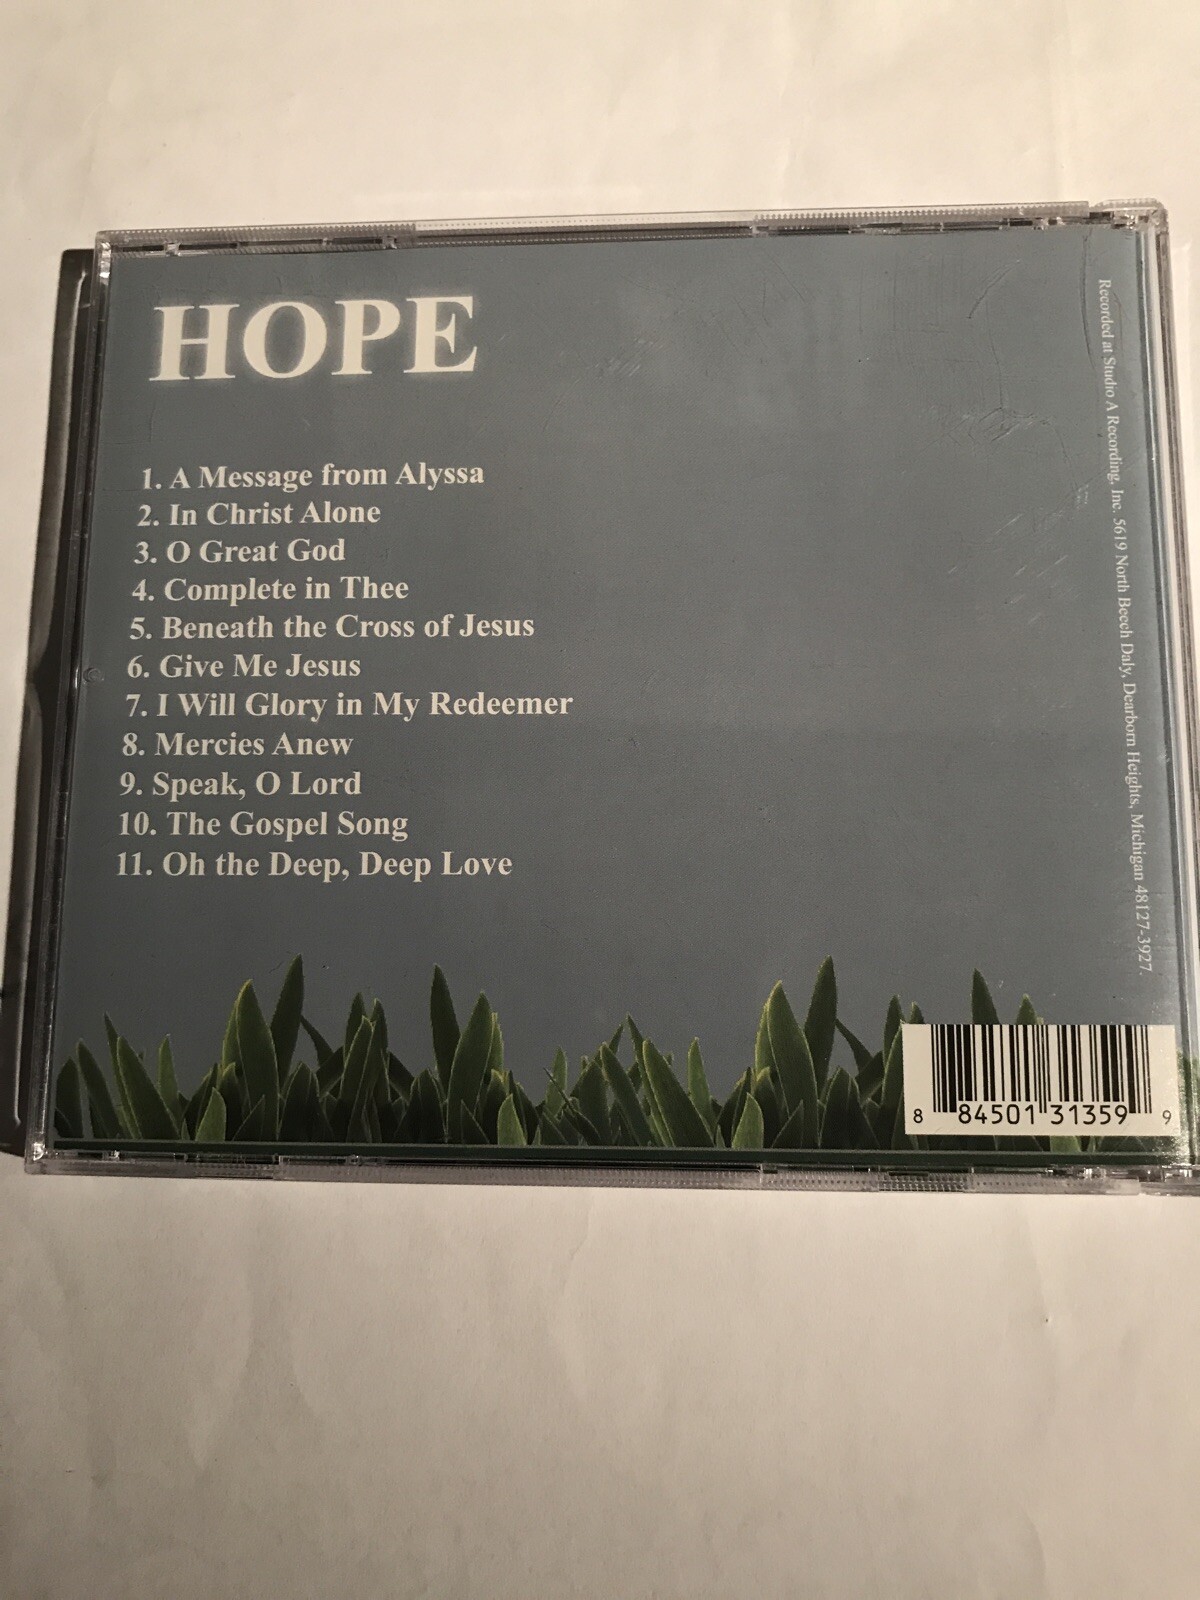 HOPE
1. A Message from Alyssa
2. In Christ Alone
3. O Great God
4. Complete in Thee
5. Beneath the Cross of Jesus
6. Give Me Jesus
7. I Will Glory in My Redeemer
8. Mercies Anew
9. Speak, O Lord
10. The Gospel Song
11. Oh the Deep, Deep Love
Recorded at Studio A Recording, Inc. 5619 North Beech Daly, Dearborn Heights, Michigan 48127-3927.
8 84501 31359 9